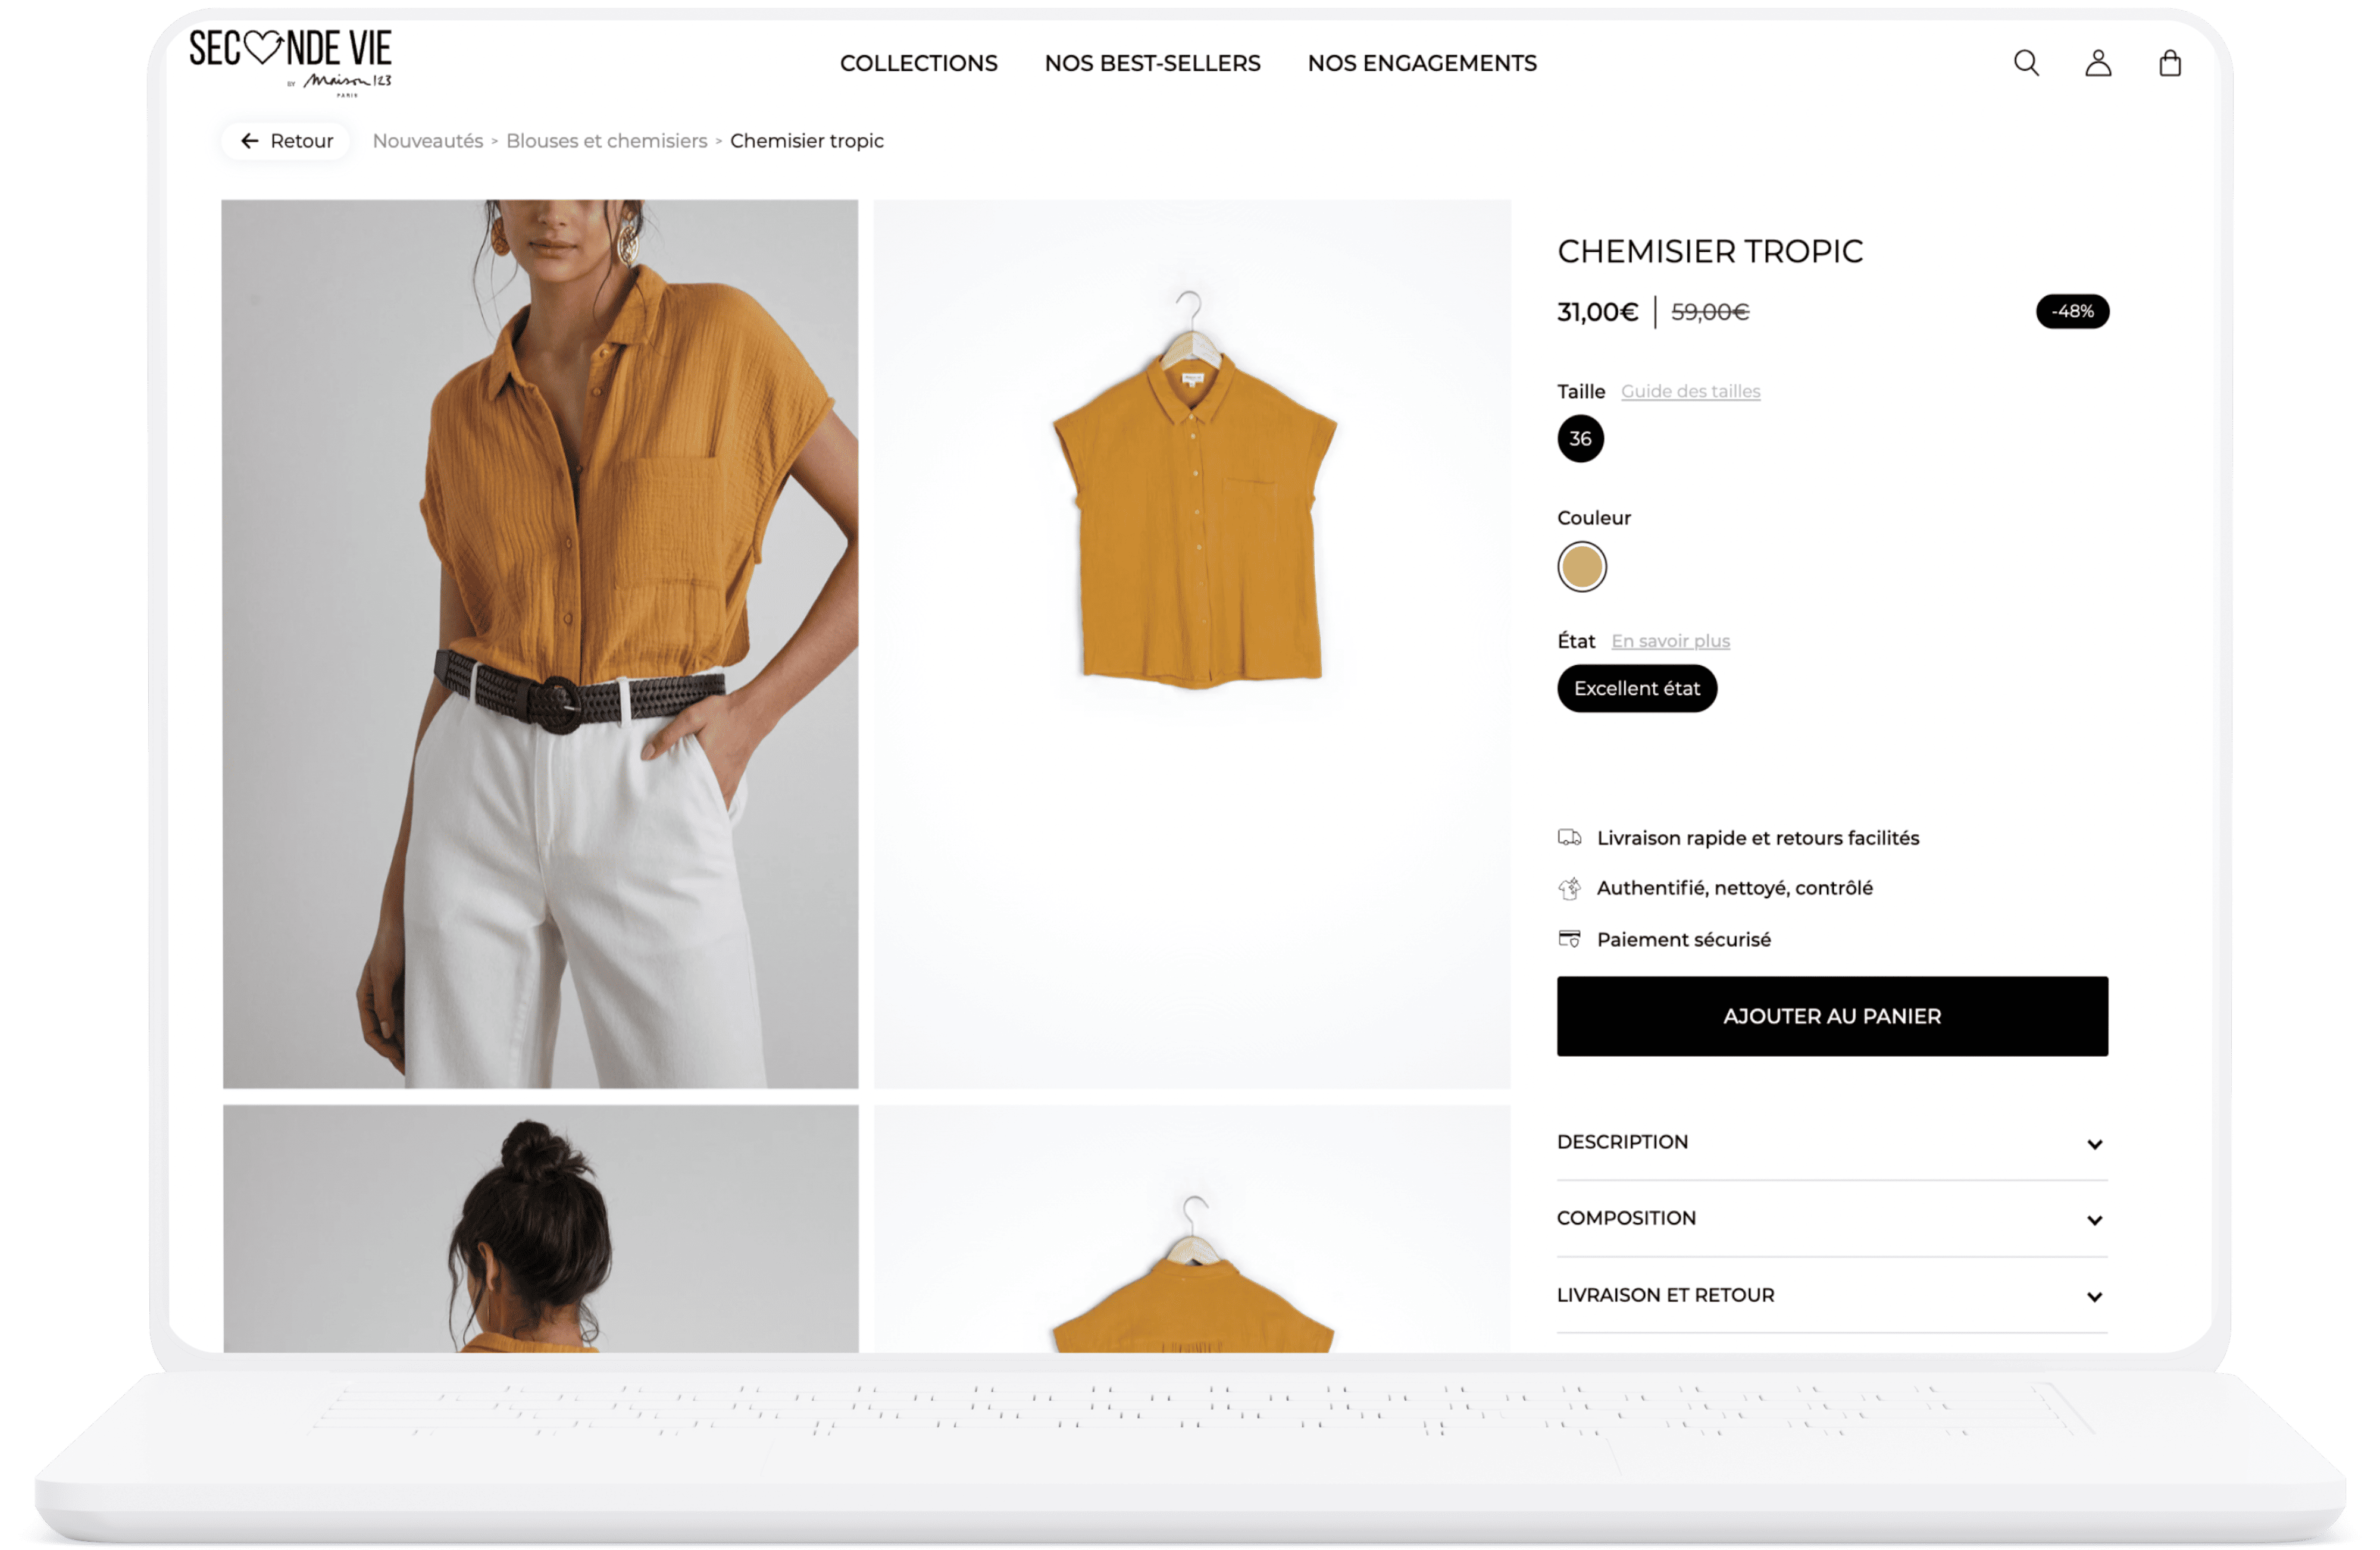 SECONDE VIE
BY Maison 123
PARIS
COLLECTIONS
NOS BEST-SELLERS
NOS ENGAGEMENTS
Retour
Nouveautés > Blouses et chemisiers > Chemisier tropic
CHEMISIER TROPIC
31,00€ | 59,00€
-48%
Taille Guide des tailles
36
Couleur
État En savoir plus
Excellent état
Livraison rapide et retours facilités
Authentifié, nettoyé, contrôlé
Paiement sécurisé
AJOUTER AU PANIER
DESCRIPTION
COMPOSITION
LIVRAISON ET RETOUR